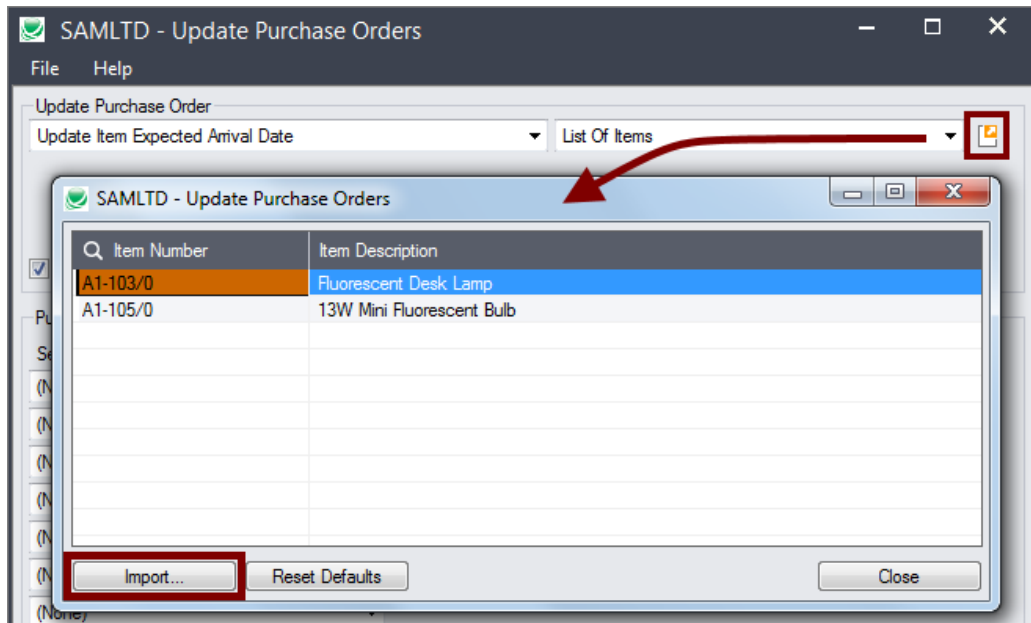 SAMLTD - Update Purchase Orders
File Help
Update Purchase Order
Update Item Expected Arrival Date List Of Items
SAMLTD - Update Purchase Orders
Item Number Item Description
A1-103/0 Fluorescent Desk Lamp
A1-105/0 13W Mini Fluorescent Bulb
Import... Reset Defaults Close
(None)